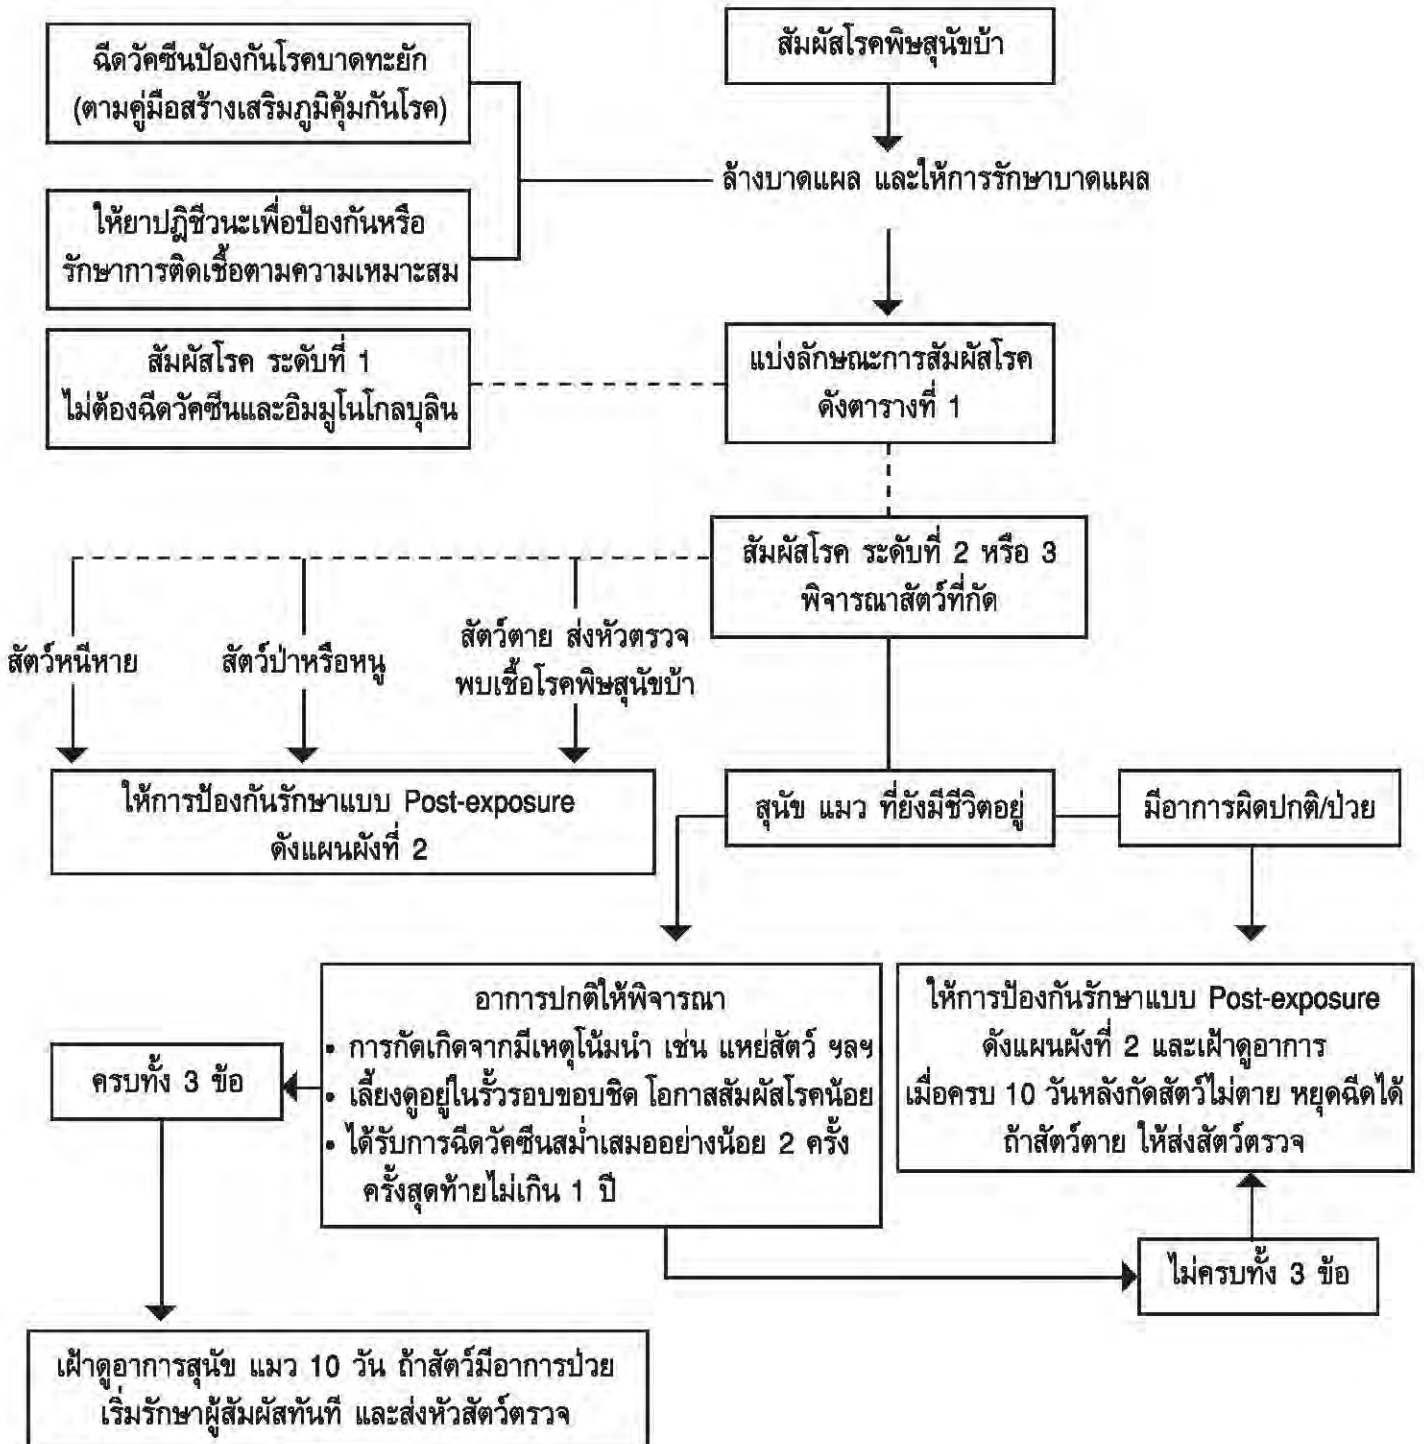 ฉีดวัคซีนป้องกันโรคบาดทะยัก
(ตามคู่มือสร้างเสริมภูมิคุ้มกันโรค)
สัมผัสโรคพิษสุนัขบ้า
ล้างบาดแผล และให้การรักษาบาดแผล
ให้ยาปฏิชีวนะเพื่อป้องกันหรือ
รักษาการติดเชื้อตามความเหมาะสม
สัมผัสโรค ระดับที่ 1
ไม่ต้องฉีดวัคซีนและอิมมูโนโกลบุลิน
แบ่งลักษณะการสัมผัสโรค
ดังตารางที่ 1
สัมผัสโรค ระดับที่ 2 หรือ 3
พิจารณาสัตว์ที่กัด
สัตว์หนีหาย
สัตว์ป่าหรือหนู
สัตว์ตาย ส่งหัวตรวจ
พบเชื้อโรคพิษสุนัขบ้า
ให้การป้องกันรักษาแบบ Post-exposure
ดังแผนผังที่ 2
สุนัข แมว ที่ยังมีชีวิตอยู่
มีอาการผิดปกติ/ป่วย
อาการปกติให้พิจารณา
• การกัดเกิดจากมีเหตุโน้มนำ เช่น แหย่สัตว์ ฯลฯ
• เลี้ยงดูอยู่ในรั้วรอบขอบชิด โอกาสสัมผัสโรคน้อย
• ได้รับการฉีดวัคซีนสม่ำเสมออย่างน้อย 2 ครั้ง
ครั้งสุดท้ายไม่เกิน 1 ปี
ครบทั้ง 3 ข้อ
ให้การป้องกันรักษาแบบ Post-exposure
ดังแผนผังที่ 2 และเฝ้าดูอาการ
เมื่อครบ 10 วันหลังกัดสัตว์ไม่ตาย หยุดฉีดได้
ถ้าสัตว์ตาย ให้ส่งสัตว์ตรวจ
ไม่ครบทั้ง 3 ข้อ
เฝ้าดูอาการสุนัข แมว 10 วัน ถ้าสัตว์มีอาการป่วย
เริ่มรักษาผู้สัมผัสทันที และส่งหัวสัตว์ตรวจ